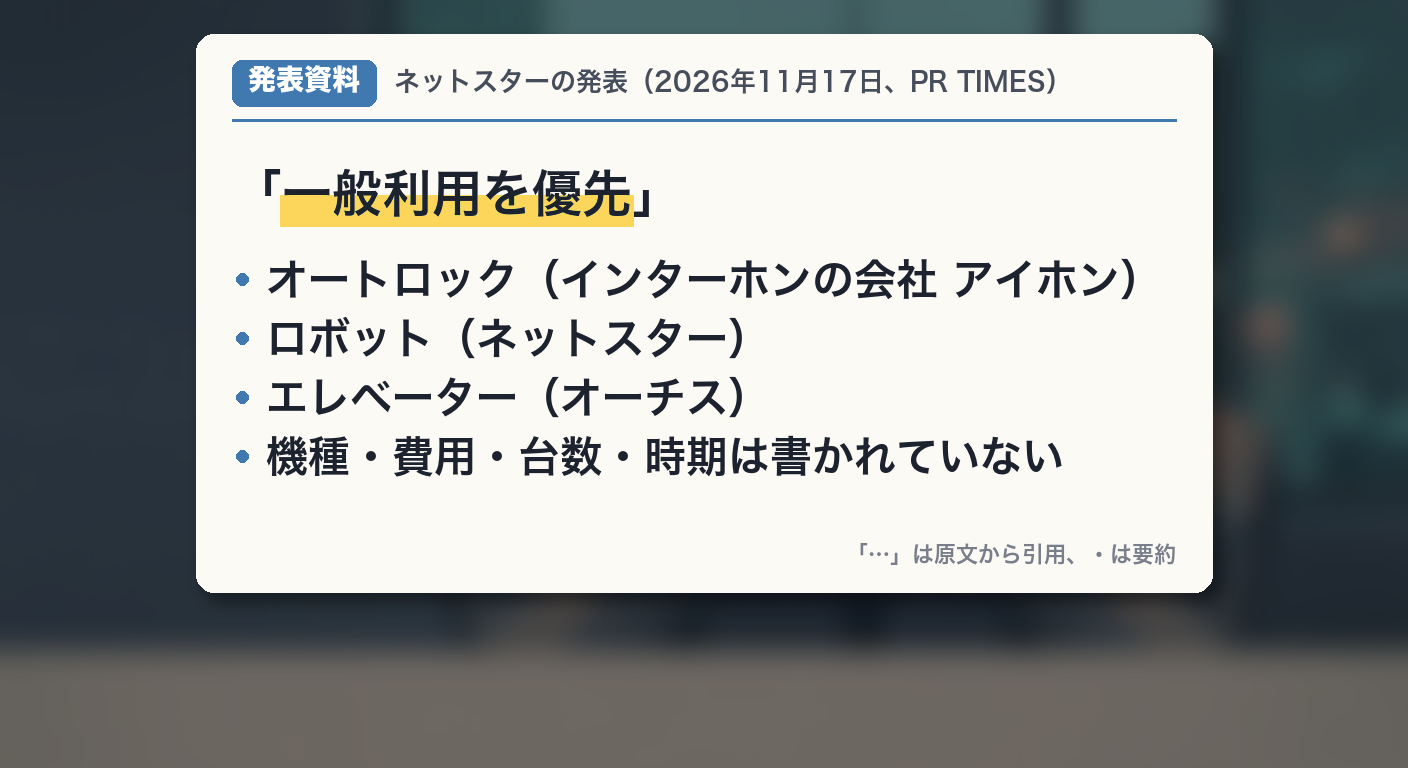 発表資料 ネットスターの発表（2026年11月17日、PR TIMES）
「一般利用を優先」
• オートロック（インターホンの会社 アイホン）
• ロボット（ネットスター）
• エレベーター（オーチス）
• 機種・費用・台数・時期は書かれていない
「…」は原文から引用、・は要約